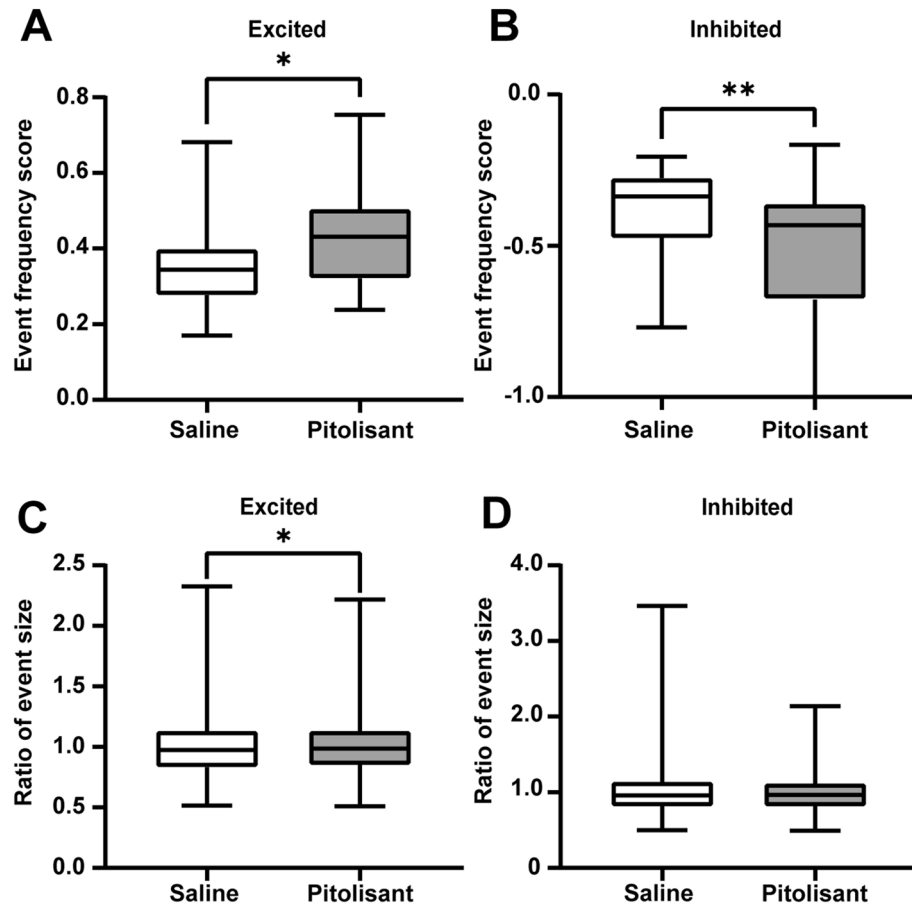 A
Excited
*
Event frequency score
0.8
0.6
0.4
0.2
0.0
Saline
Pitolisant
B
Inhibited
**
Event frequency score
0.0
-0.5
-1.0
Saline
Pitolisant
C
Excited
*
Ratio of event size
2.5
2.0
1.5
1.0
0.5
0.0
Saline
Pitolisant
D
Inhibited
Ratio of event size
4.0
3.0
2.0
1.0
0
Saline
Pitolisant